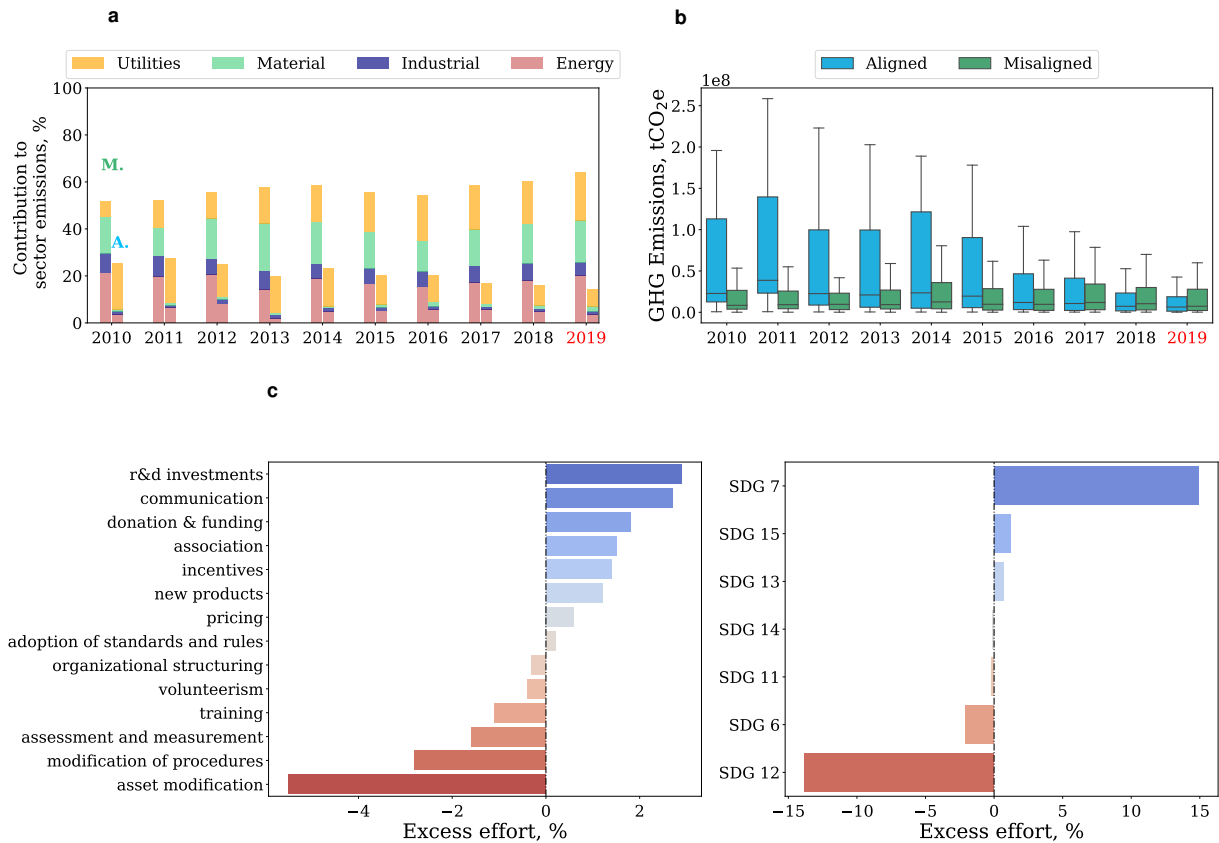 a
b
Utilities Material Industrial Energy
Aligned Misaligned
1e8
Contribution to
sector emissions, %
100
80
60
40
20
0
M.
A.
2010 2011 2012 2013 2014 2015 2016 2017 2018 2019
GHG Emissions, tCO₂e
2.5
2.0
1.5
1.0
0.5
0.0
2010 2011 2012 2013 2014 2015 2016 2017 2018 2019
c
r&d investments
communication
donation & funding
association
incentives
new products
pricing
adoption of standards and rules
organizational structuring
volunteerism
training
assessment and measurement
modification of procedures
asset modification
−4 −2 0 2
Excess effort, %
SDG 7
SDG 15
SDG 13
SDG 14
SDG 11
SDG 6
SDG 12
−15 −10 −5 0 5 10 15
Excess effort, %